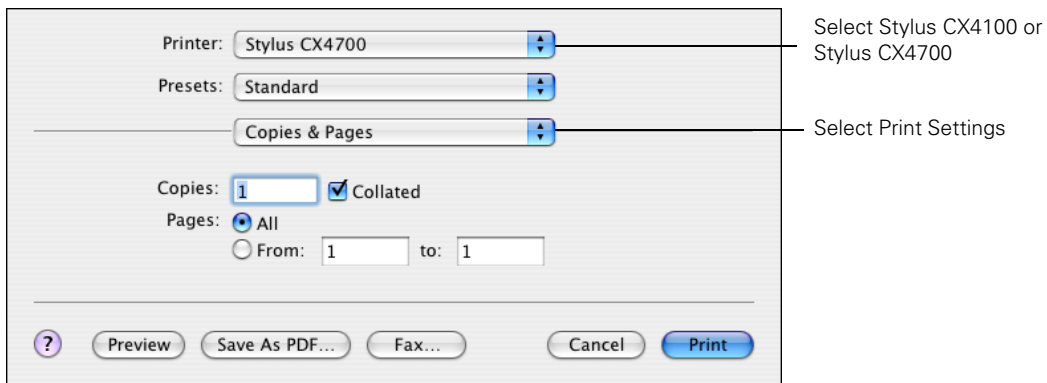 Printer: Stylus CX4700
Select Stylus CX4100 or
Stylus CX4700
Presets: Standard
Copies & Pages
Select Print Settings
Copies: 1 Collated
Pages: All
From: 1 to: 1
? Preview Save As PDF... Fax... Cancel Print